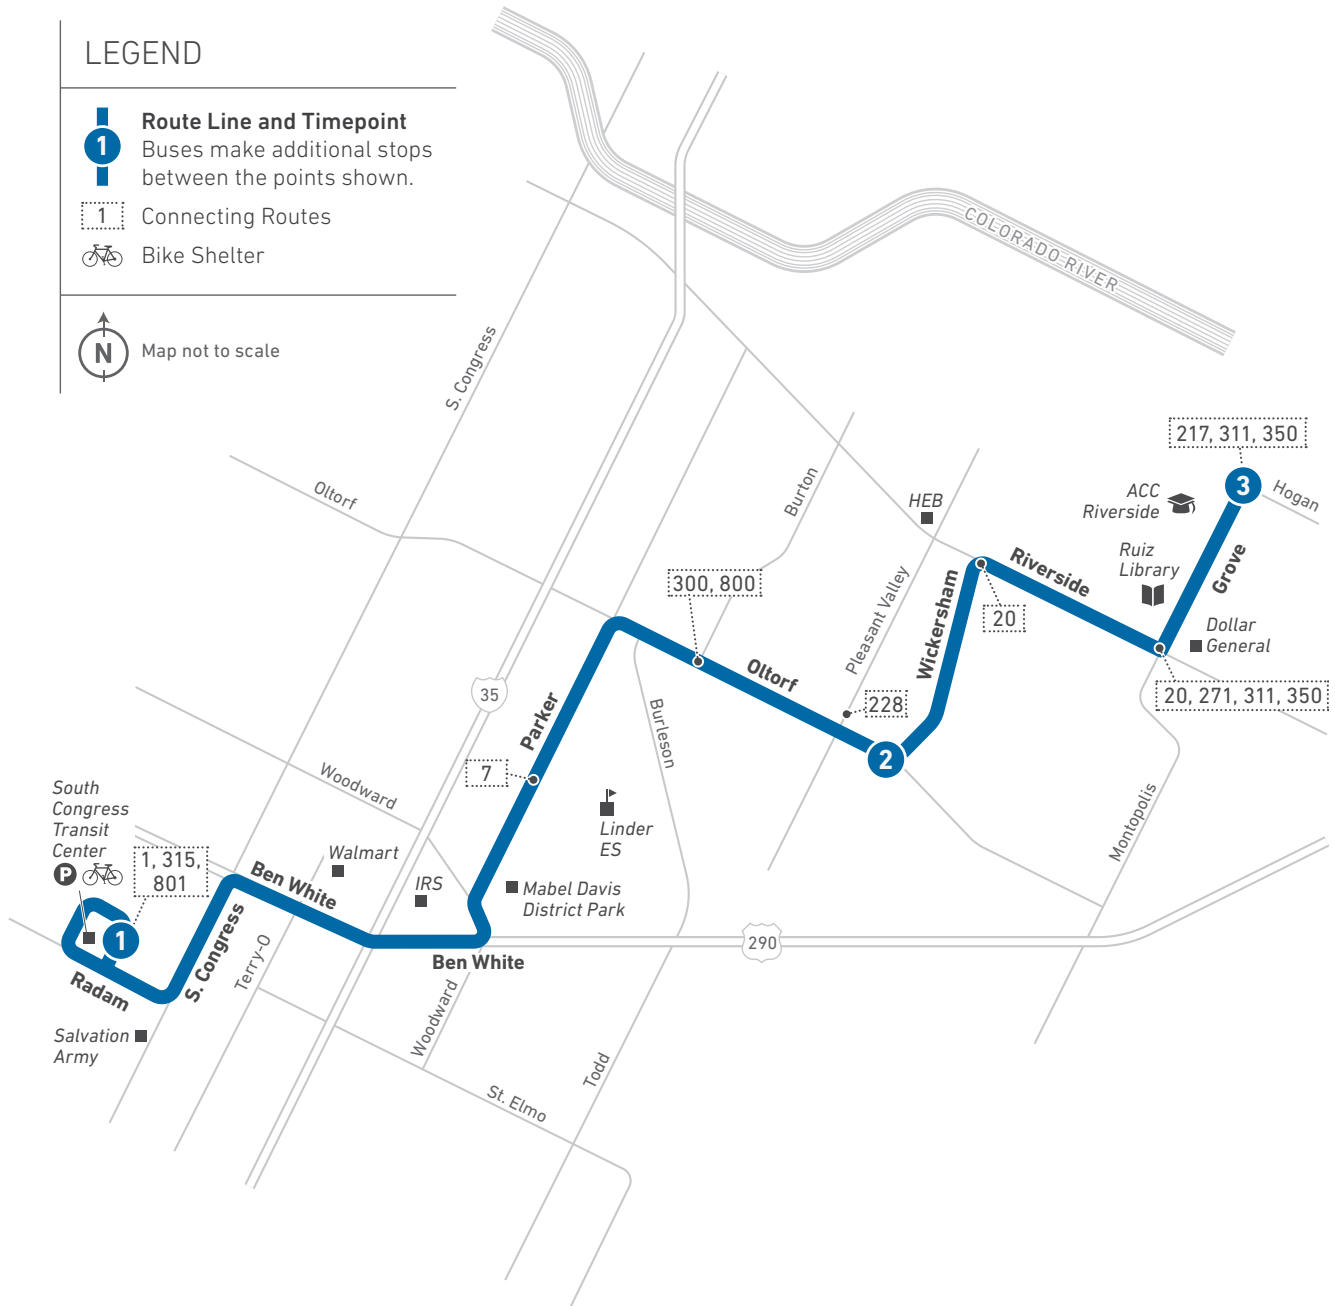 LEGEND
1
Route Line and Timepoint
Buses make additional stops
between the points shown.
1
Connecting Routes
Bike Shelter
N
Map not to scale
COLORADO RIVER
S. Congress
Oltorf
217, 311, 350
3
Hogan
ACC
Riverside
HEB
Burton
Ruiz
Library
Grove
Riverside
Wickersham
Pleasant Valley
300, 800
20
Dollar
General
20, 271, 311, 350
Oltorf
228
2
35
Parker
Burleson
7
Woodward
Linder
ES
Montopolis
South
Congress
Transit
Center
P
1, 315,
801
Walmart
Ben White
IRS
Mabel Davis
District Park
1
S. Congress
Terry-O
Radam
290
Ben White
Woodward
Salvation
Army
Todd
St. Elmo